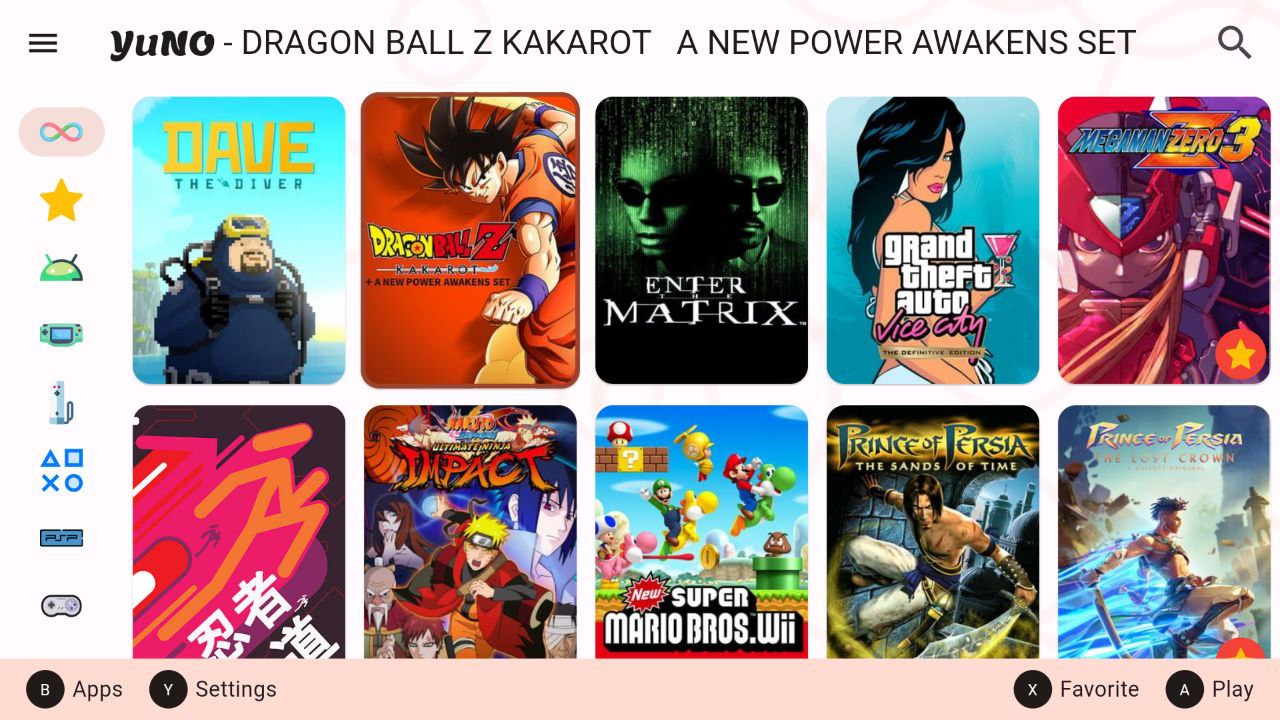 YUNO - DRAGON BALL Z KAKAROT   A NEW POWER AWAKENS SET
DAVE
THE DIVER
DRAGON BALL Z
KAKAROT
+ A NEW POWER AWAKENS SET
ENTER
THE
MATRIX
grand
theft
auto
vice city
THE DEFINITIVE EDITION
MEGAMAN ZERO 3
忍者
道
NARUTO
SHIPPUDEN
ULTIMATE NINJA
IMPACT
New SUPER
MARIO BROS.Wii
PRINCE OF PERSIA
THE SANDS OF TIME
PRINCE OF PERSIA
THE LOST CROWN
A UBISOFT ORIGINAL
PSP
B Apps
Y Settings
X Favorite
A Play